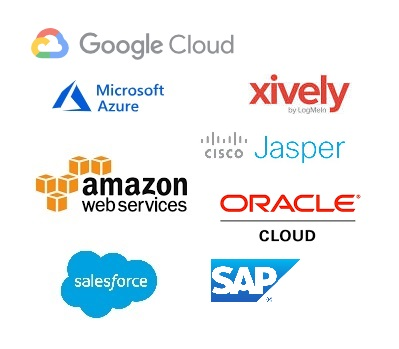 Google Cloud
Microsoft
Azure
xively
by LogMeIn
CISCO Jasper
amazon
web services
ORACLE®
CLOUD
salesforce
SAP